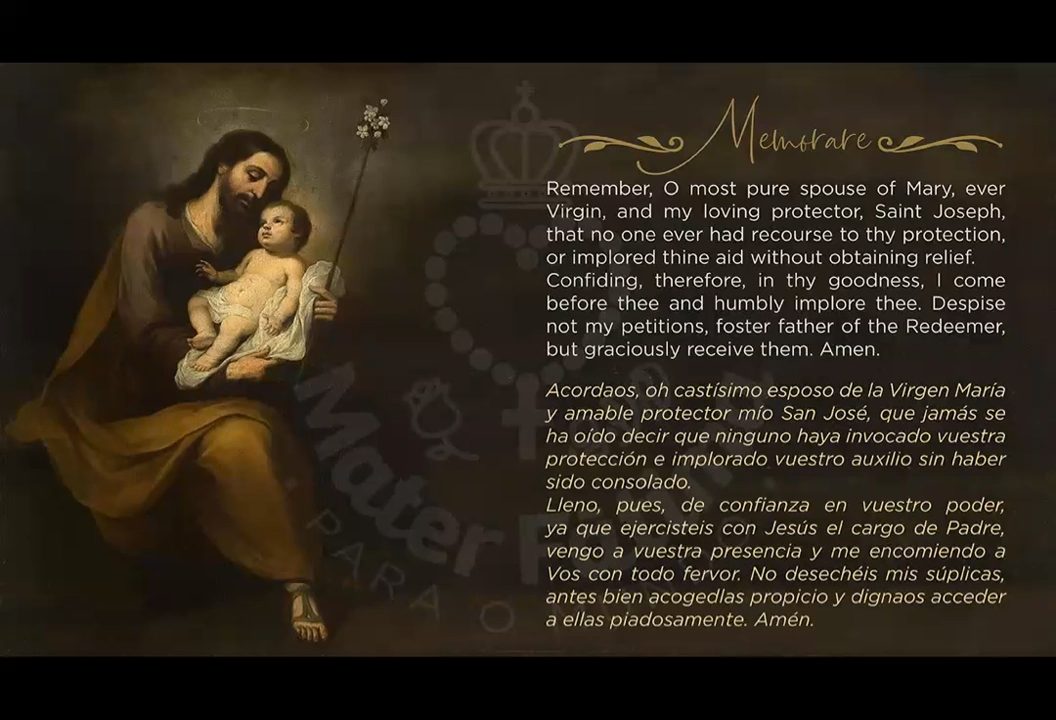 Memorare
Remember, O most pure spouse of Mary, ever
Virgin, and my loving protector, Saint Joseph,
that no one ever had recourse to thy protection,
or implored thine aid without obtaining relief.
Confiding, therefore, in thy goodness, I come
before thee and humbly implore thee. Despise
not my petitions, foster father of the Redeemer,
but graciously receive them. Amen.
Acordaos, oh castísimo esposo de la Virgen María
y amable protector mío San José, que jamás se
ha oído decir que ninguno haya invocado vuestra
protección e implorado vuestro auxilio sin haber
sido consolado.
Lleno, pues, de confianza en vuestro poder,
ya que ejercisteis con Jesús el cargo de Padre,
vengo a vuestra presencia y me encomiendo a
Vos con todo fervor. No desechéis mis súplicas,
antes bien acogedlas propicio y dignaos acceder
a ellas piadosamente. Amén.
Mater
PARA O